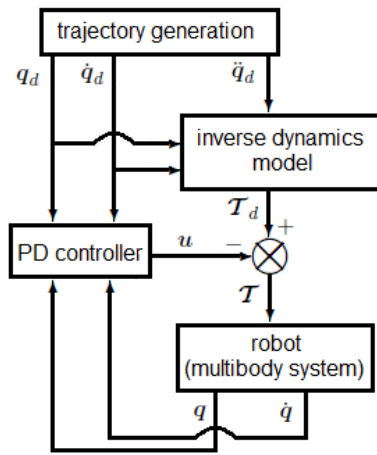 trajectory generation
q_d q̇_d q̈_d
inverse dynamics
model
𝒯_d
+
PD controller u −
𝒯
robot
(multibody system)
q q̇